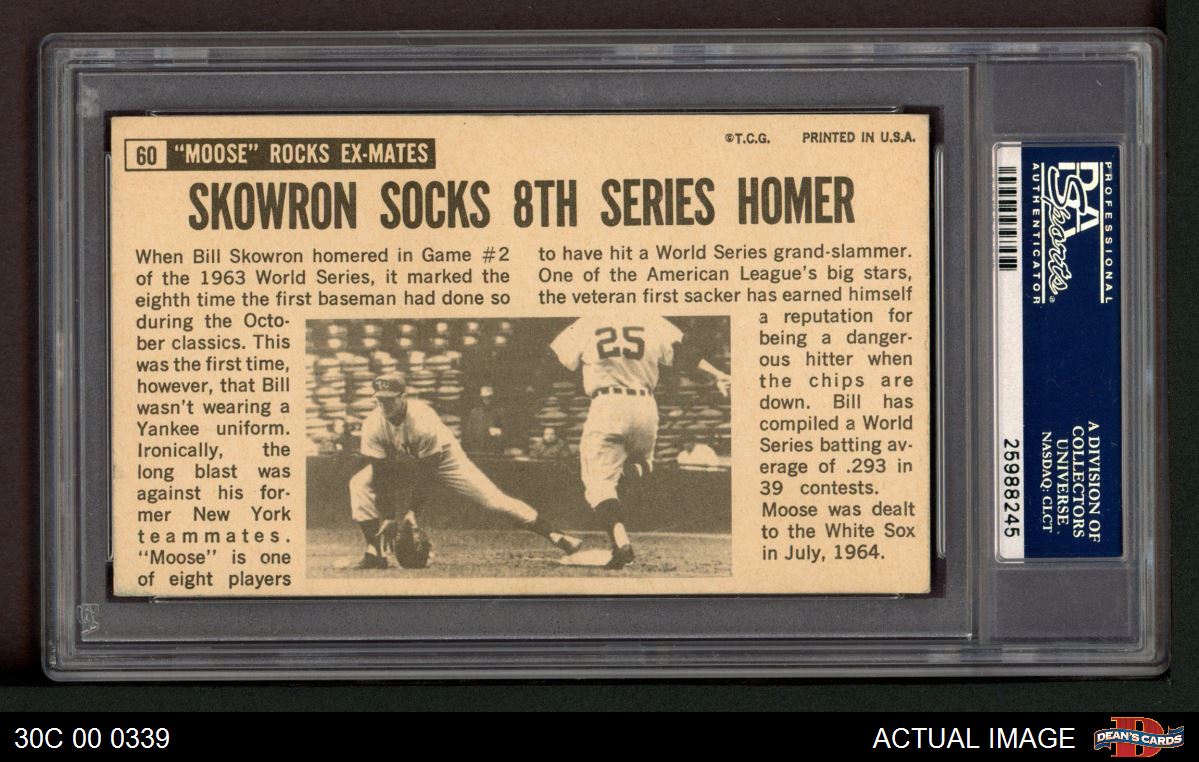 60 "MOOSE" ROCKS EX-MATES
©T.C.G. PRINTED IN U.S.A.
SKOWRON SOCKS 8TH SERIES HOMER
When Bill Skowron homered in Game #2
of the 1963 World Series, it marked the
eighth time the first baseman had done so
during the Octo-
ber classics. This
was the first time,
however, that Bill
wasn't wearing a
Yankee uniform.
Ironically, the
long blast was
against his for-
mer New York
teammates.
"Moose" is one
of eight players
to have hit a World Series grand-slammer.
One of the American League's big stars,
the veteran first sacker has earned himself
a reputation for
being a danger-
ous hitter when
the chips are
down. Bill has
compiled a World
Series batting av-
erage of .293 in
39 contests.
Moose was dealt
to the White Sox
in July, 1964.
25
W
PROFESSIONAL
PSA
Sports®
AUTHENTICATOR
A DIVISION OF
COLLECTORS
UNIVERSE
NASDAQ: CLCT
25988245
30C 00 0339
ACTUAL IMAGE
D
DEAN'S CARDS